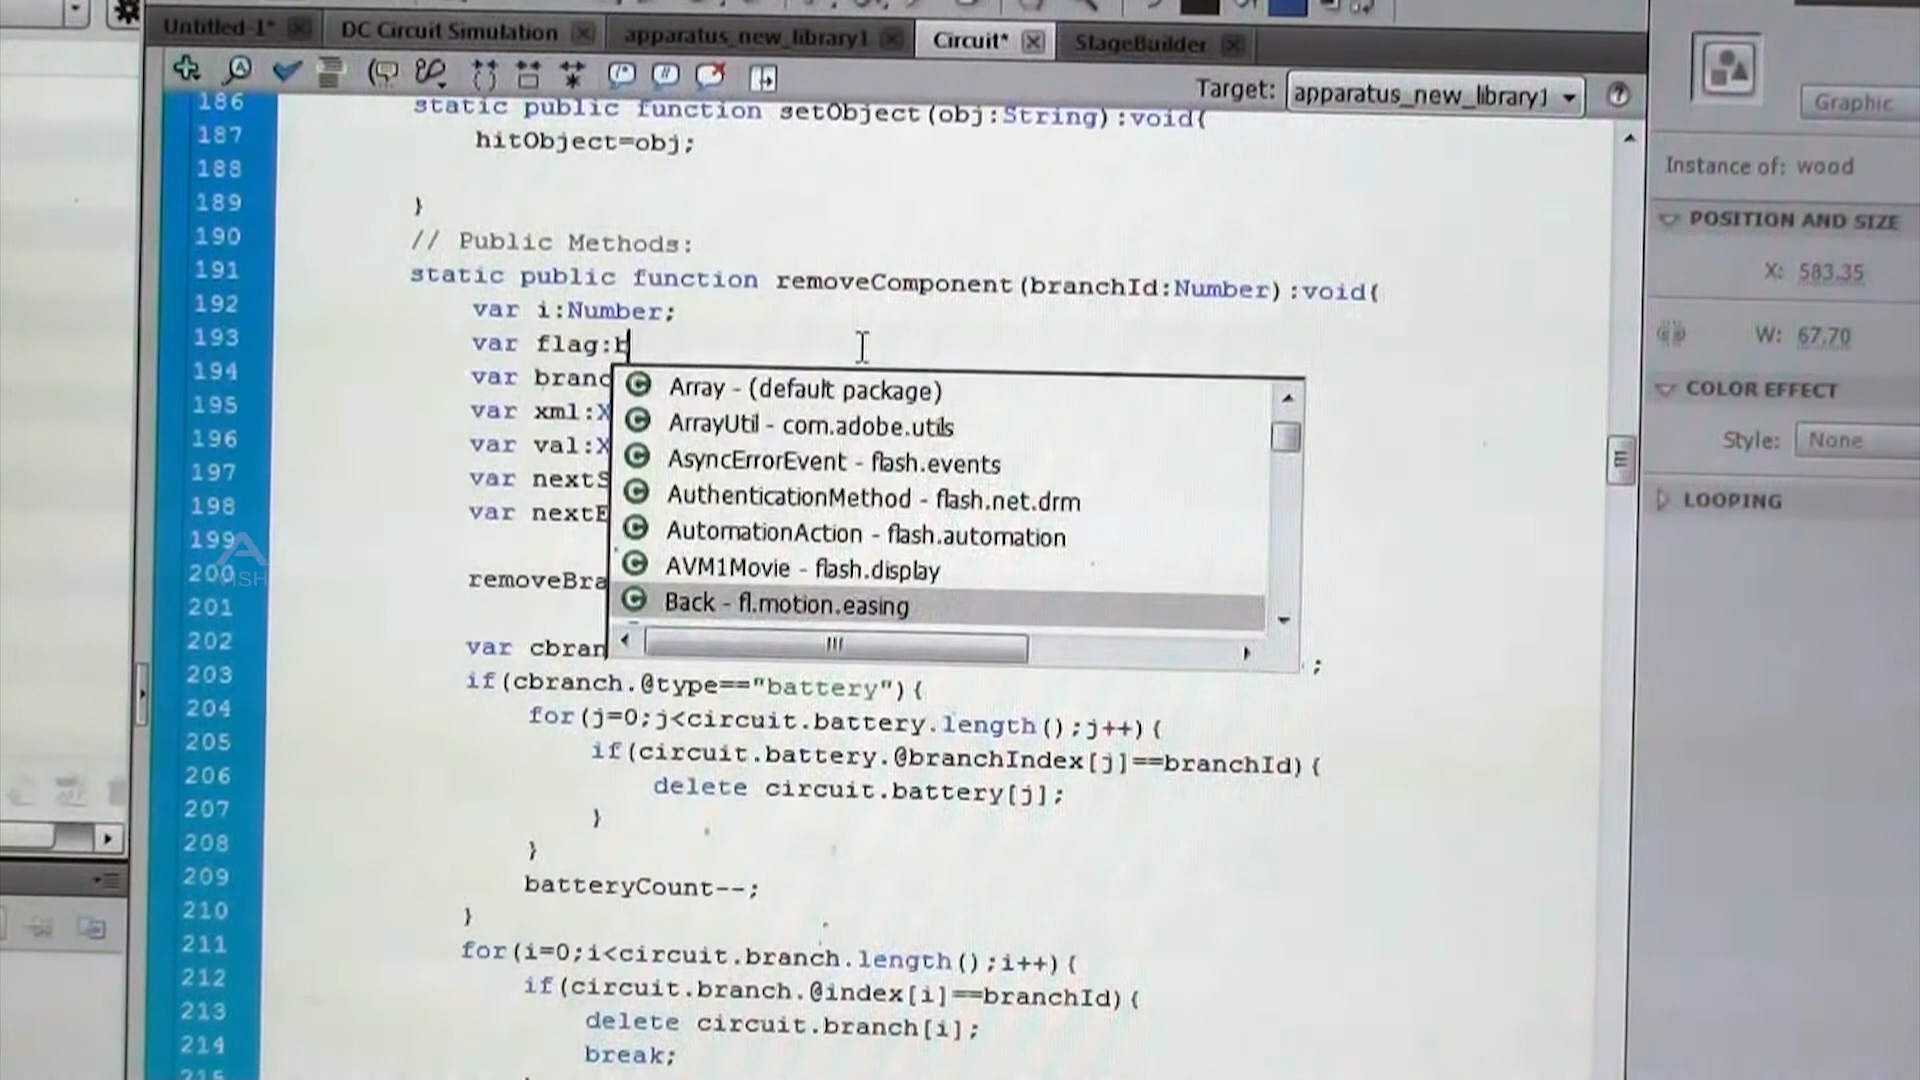 Untitled-1*
DC Circuit Simulation
apparatus_new_library1
Circuit*
StageBuilder
Target: apparatus_new_library1
Graphic
Instance of: wood
POSITION AND SIZE
X: 583.35
W: 67.70
COLOR EFFECT
Style: None
LOOPING
186 static public function setObject(obj:String):void{
187 hitObject=obj;
188
189 }
190 // Public Methods:
191 static public function removeComponent(branchId:Number):void{
192 var i:Number;
193 var flag:b
194 var branc
195 var xml:X
196 var val:X
197 var nextS
198 var nextE
199
200 removeBra
201
202 var cbran ;
203 if(cbranch.@type=="battery"){
204 for(j=0;j<circuit.battery.length();j++){
205 if(circuit.battery.@branchIndex[j]==branchId){
206 delete circuit.battery[j];
207 }
208 }
209 batteryCount--;
210 }
211 for(i=0;i<circuit.branch.length();i++){
212 if(circuit.branch.@index[i]==branchId){
213 delete circuit.branch[i];
214 break;
215
Array - (default package)
ArrayUtil - com.adobe.utils
AsyncErrorEvent - flash.events
AuthenticationMethod - flash.net.drm
AutomationAction - flash.automation
AVM1Movie - flash.display
Back - fl.motion.easing